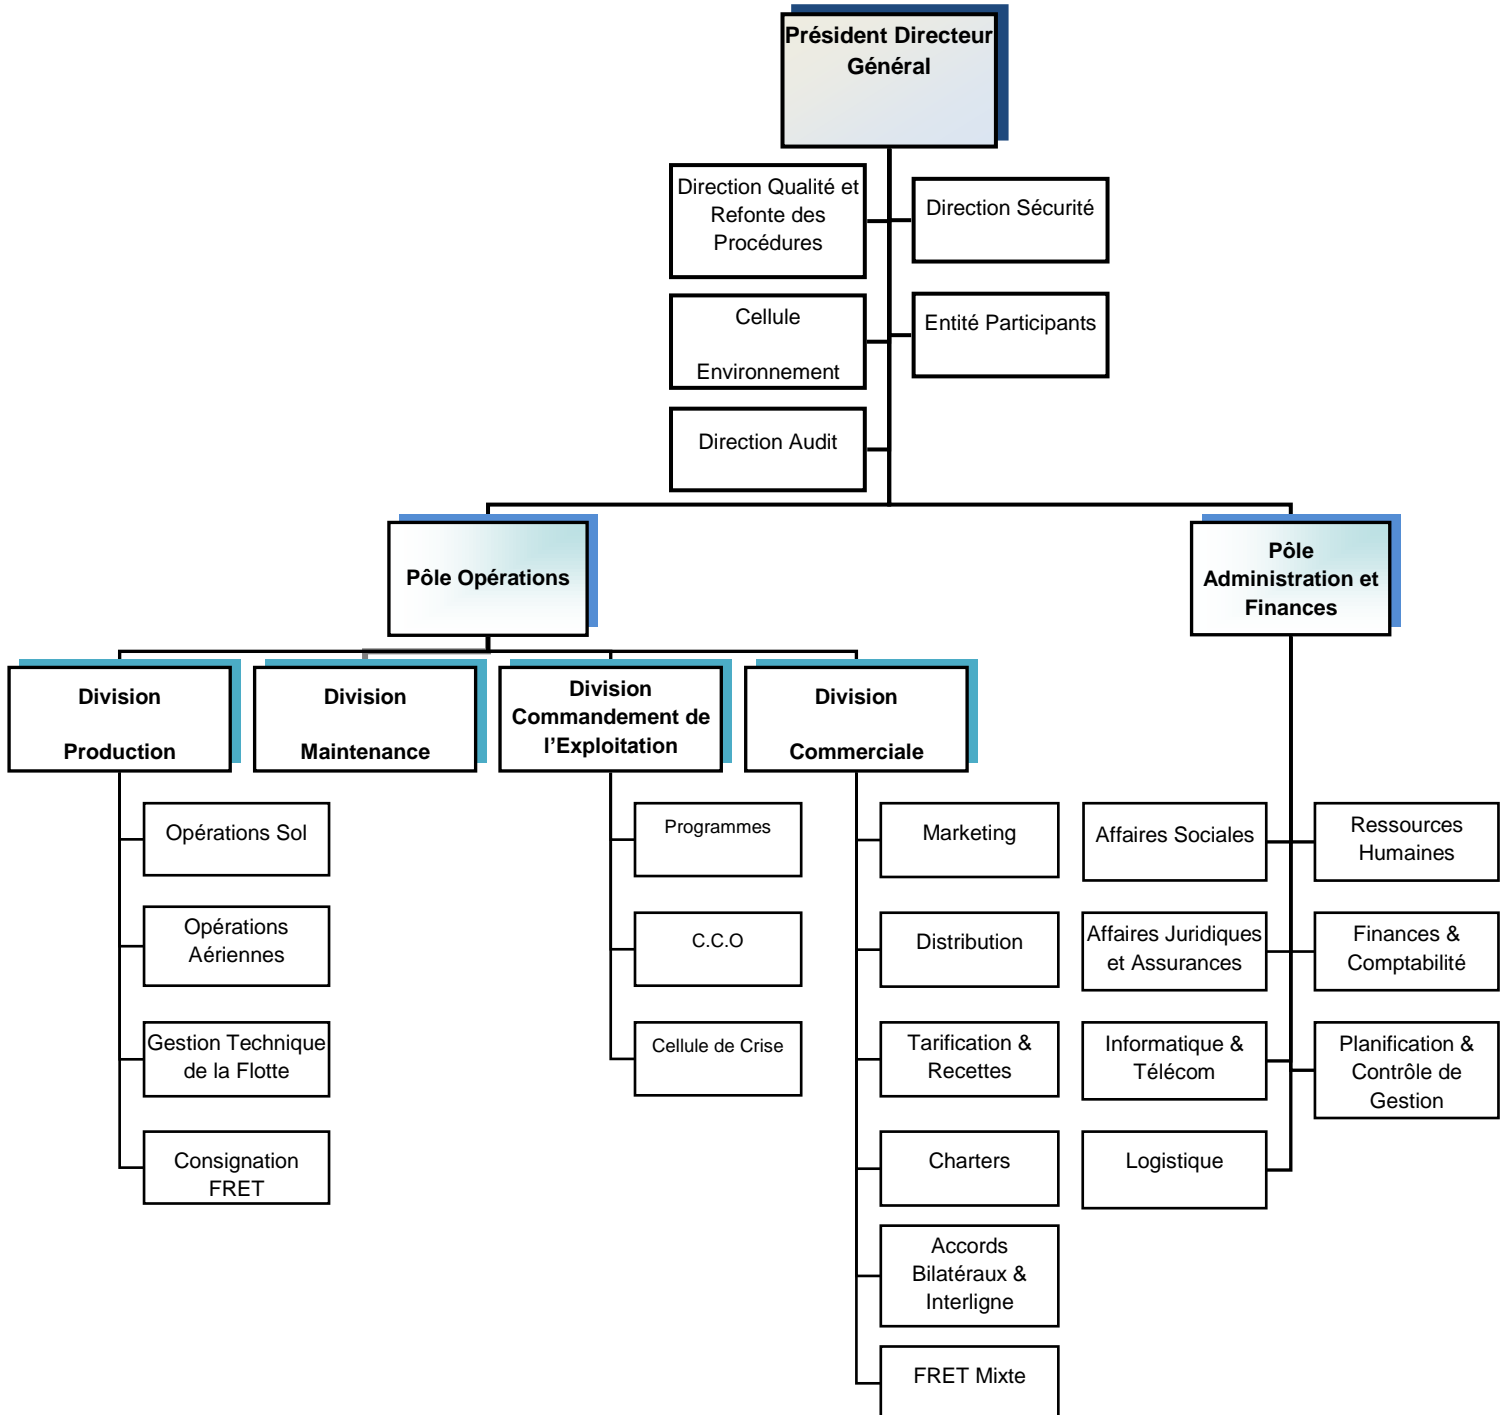 Président Directeur
Général
Direction Qualité et
Refonte des
Procédures
Direction Sécurité
Cellule
Environnement
Entité Participants
Direction Audit
Pôle Opérations
Pôle
Administration et
Finances
Division
Production
Division
Maintenance
Division
Commandement de
l’Exploitation
Division
Commerciale
Opérations Sol
Opérations
Aériennes
Gestion Technique
de la Flotte
Consignation
FRET
Programmes
C.C.O
Cellule de Crise
Marketing
Distribution
Tarification &
Recettes
Charters
Accords
Bilatéraux &
Interligne
FRET Mixte
Affaires Sociales
Ressources
Humaines
Affaires Juridiques
et Assurances
Finances &
Comptabilité
Informatique &
Télécom
Planification &
Contrôle de
Gestion
Logistique